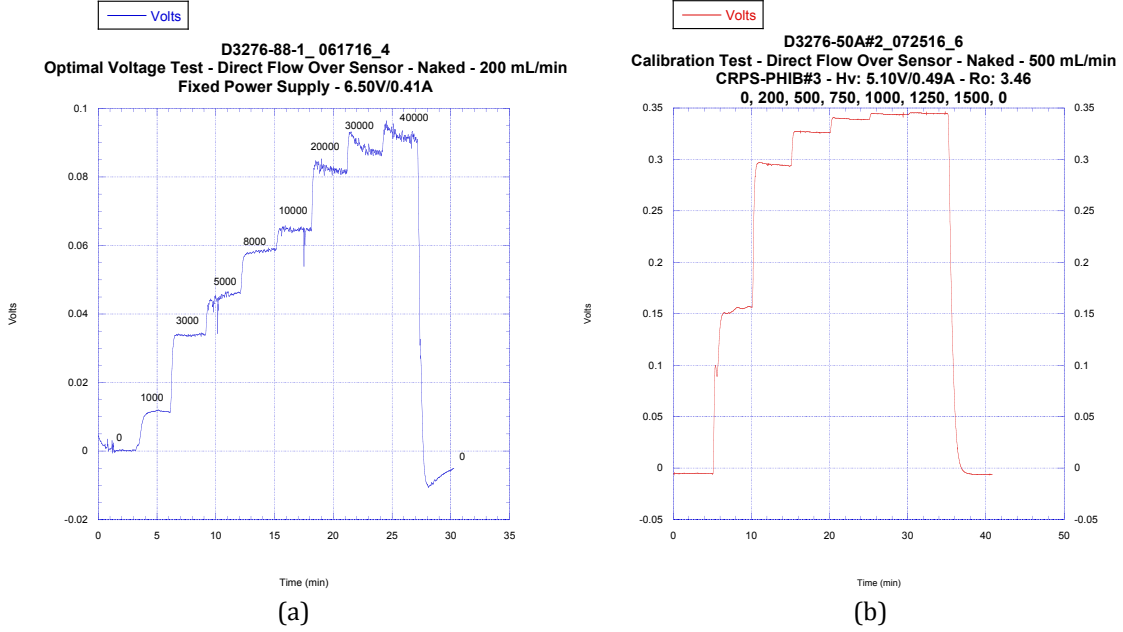 Volts
D3276-88-1_ 061716_4
Optimal Voltage Test - Direct Flow Over Sensor - Naked - 200 mL/min
Fixed Power Supply - 6.50V/0.41A
0.1
0.08
0.06
0.04
0.02
0
-0.02
Volts
0
1000
3000
5000
8000
10000
20000
30000
40000
0
0 5 10 15 20 25 30 35
Time (min)
(a)
Volts
D3276-50A#2_072516_6
Calibration Test - Direct Flow Over Sensor - Naked - 500 mL/min
CRPS-PHIB#3 - Hv: 5.10V/0.49A - Ro: 3.46
0, 200, 500, 750, 1000, 1250, 1500, 0
0.35 0.35
0.3 0.3
0.25 0.25
0.2 0.2
0.15 0.15
0.1 0.1
0.05 0.05
0 0
-0.05 -0.05
Volts
0 10 20 30 40 50
Time (min)
(b)